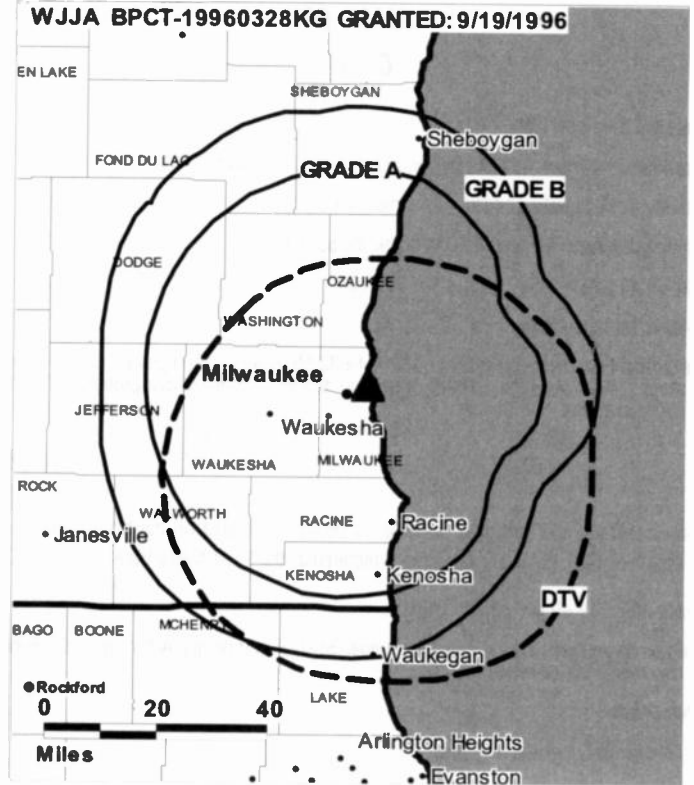 WJJA BPCT-19960328KG GRANTED: 9/19/1996
EN LAKE
SHEBOYGAN
Sheboygan
FOND DU LAC
GRADE A
GRADE B
DODGE
OZAUKEE
WASHINGTON
Milwaukee
JEFFERSON
Waukesha
WAUKESHA
MILWAUKEE
ROCK
WALWORTH
RACINE
Racine
Janesville
KENOSHA
Kenosha
DTV
BAGO
BOONE
MCHENRY
Waukegan
Rockford
LAKE
0 20 40
Miles
Arlington Heights
Evanston